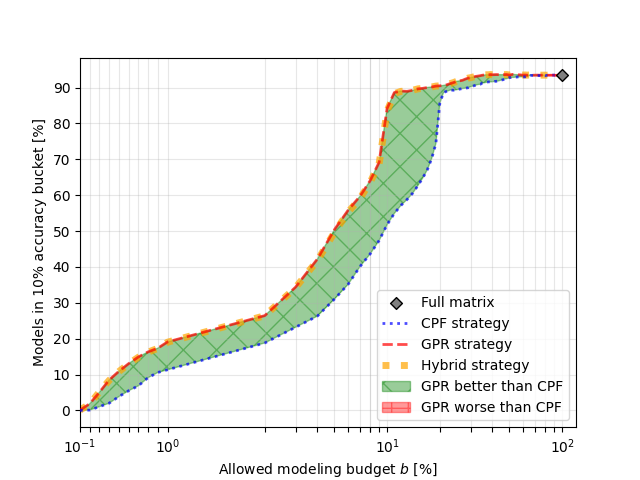 Models in 10% accuracy bucket [%]
90
80
70
60
50
40
30
20
10
0
Full matrix
CPF strategy
GPR strategy
Hybrid strategy
GPR better than CPF
GPR worse than CPF
10⁻¹ 10⁰ 10¹ 10²
Allowed modeling budget b [%]